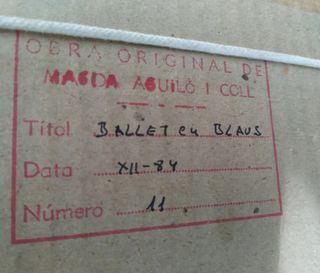 OBRA ORIGINAL DE
MAGDA AGUILÓ I COLL
Títol BALLET en BLAUS
Data XII-84
Número 11